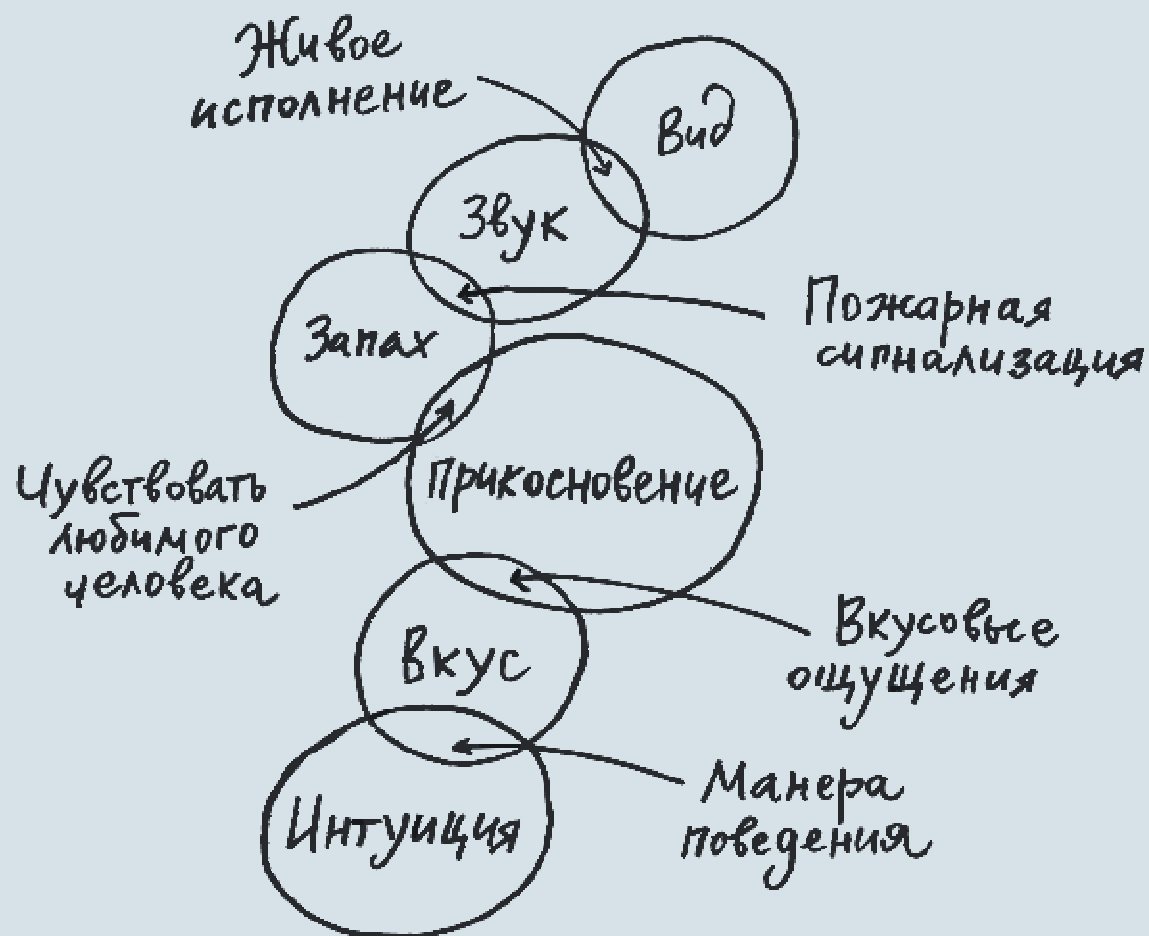 Живое
исполнение
Вид
Звук
Пожарная
сигнализация
Запах
Чувствовать
любимого
человека
Прикосновение
Вкусовые
ощущения
Вкус
Манера
поведения
Интуиция